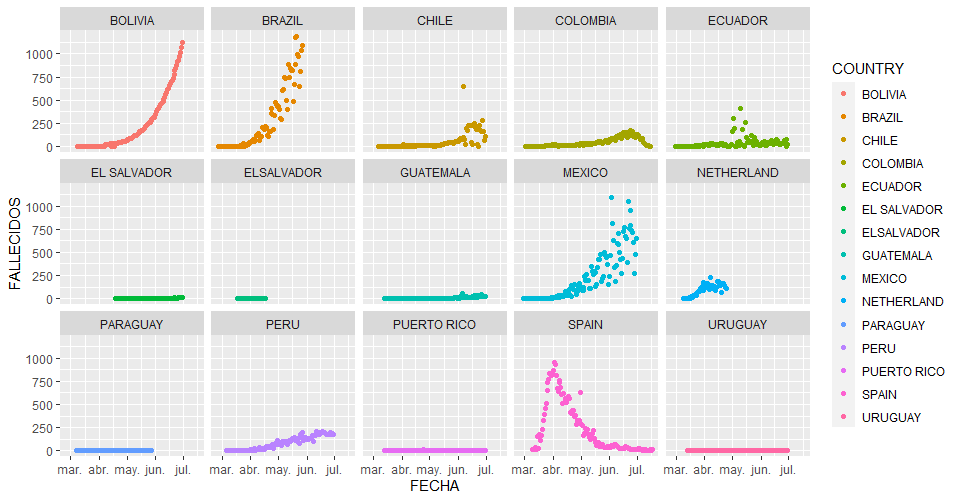 BOLIVIA BRAZIL CHILE COLOMBIA ECUADOR
1000
750
500
250
0
EL SALVADOR ELSALVADOR GUATEMALA MEXICO NETHERLAND
1000
750
500
250
0
PARAGUAY PERU PUERTO RICO SPAIN URUGUAY
1000
750
500
250
0
mar. abr. may. jun. jul. mar. abr. may. jun. jul. mar. abr. may. jun. jul. mar. abr. may. jun. jul. mar. abr. may. jun. jul.
FECHA
FALLECIDOS
COUNTRY
BOLIVIA
BRAZIL
CHILE
COLOMBIA
ECUADOR
EL SALVADOR
ELSALVADOR
GUATEMALA
MEXICO
NETHERLAND
PARAGUAY
PERU
PUERTO RICO
SPAIN
URUGUAY